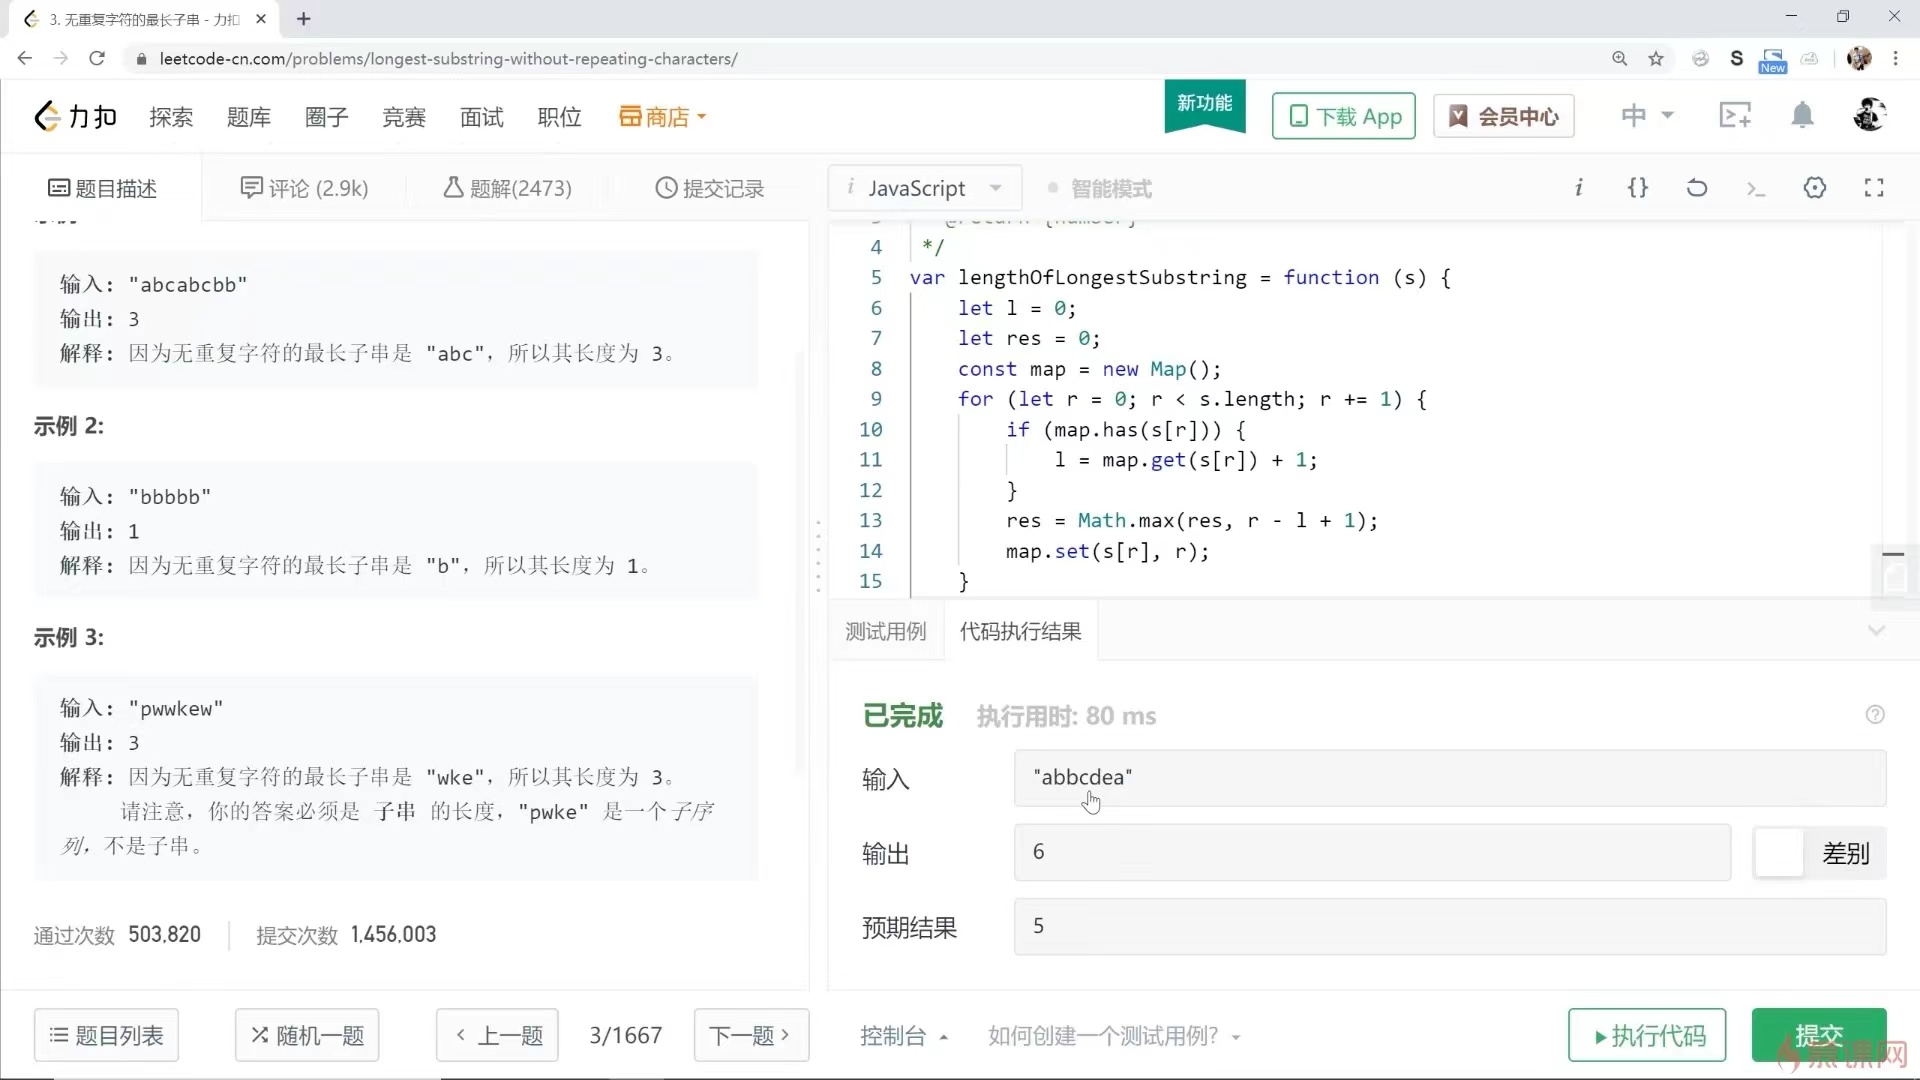 3. 无重复字符的最长子串 - 力扣
leetcode-cn.com/problems/longest-substring-without-repeating-characters/
S
New
力扣
探索
题库
圈子
竞赛
面试
职位
商店
新功能
下载 App
会员中心
中
题目描述
评论 (2.9k)
题解(2473)
提交记录
输入: "abcabcbb"
输出: 3
解释: 因为无重复字符的最长子串是 "abc"，所以其长度为 3。
示例 2:
输入: "bbbbb"
输出: 1
解释: 因为无重复字符的最长子串是 "b"，所以其长度为 1。
示例 3:
输入: "pwwkew"
输出: 3
解释: 因为无重复字符的最长子串是 "wke"，所以其长度为 3。
请注意，你的答案必须是 子串 的长度，"pwke" 是一个子序
列，不是子串。
通过次数 503,820
提交次数 1,456,003
题目列表
随机一题
上一题
3/1667
下一题
i JavaScript
智能模式
i {}
4 */
5 var lengthOfLongestSubstring = function (s) {
6 let l = 0;
7 let res = 0;
8 const map = new Map();
9 for (let r = 0; r < s.length; r += 1) {
10 if (map.has(s[r])) {
11 l = map.get(s[r]) + 1;
12 }
13 res = Math.max(res, r - l + 1);
14 map.set(s[r], r);
15 }
测试用例
代码执行结果
已完成
执行用时: 80 ms
输入
"abbcdea"
输出
6
差别
预期结果
5
控制台
如何创建一个测试用例?
执行代码
提交
慕课网